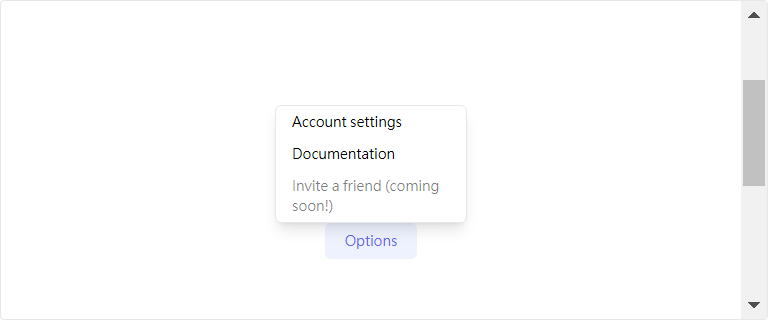 Account settings
Documentation
Invite a friend (coming
soon!)
Options